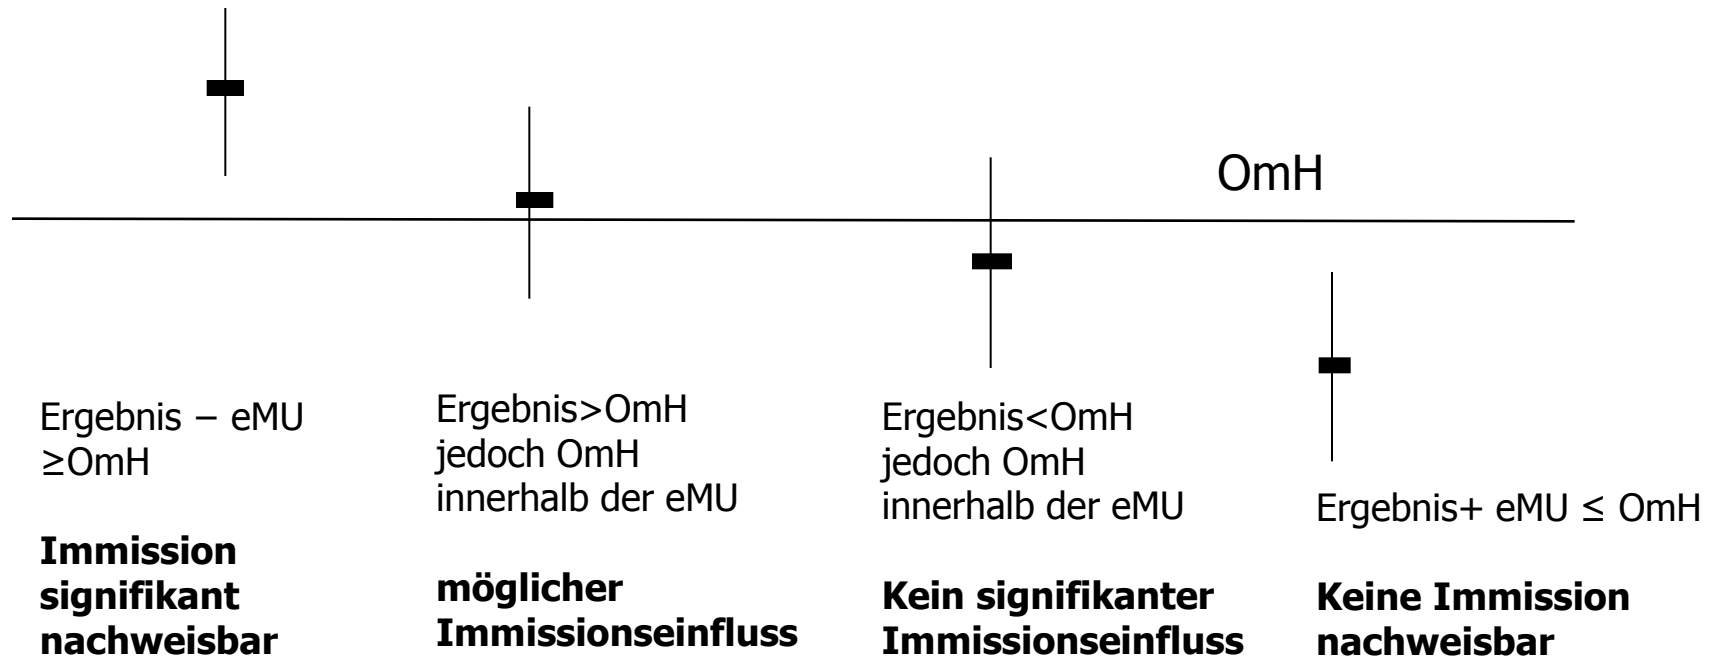 OmH
Ergebnis – eMU
≥OmH
Immission
signifikant
nachweisbar
Ergebnis>OmH
jedoch OmH
innerhalb der eMU
möglicher
Immissionseinfluss
Ergebnis<OmH
jedoch OmH
innerhalb der eMU
Kein signifikanter
Immissionseinfluss
Ergebnis+ eMU ≤ OmH
Keine Immission
nachweisbar